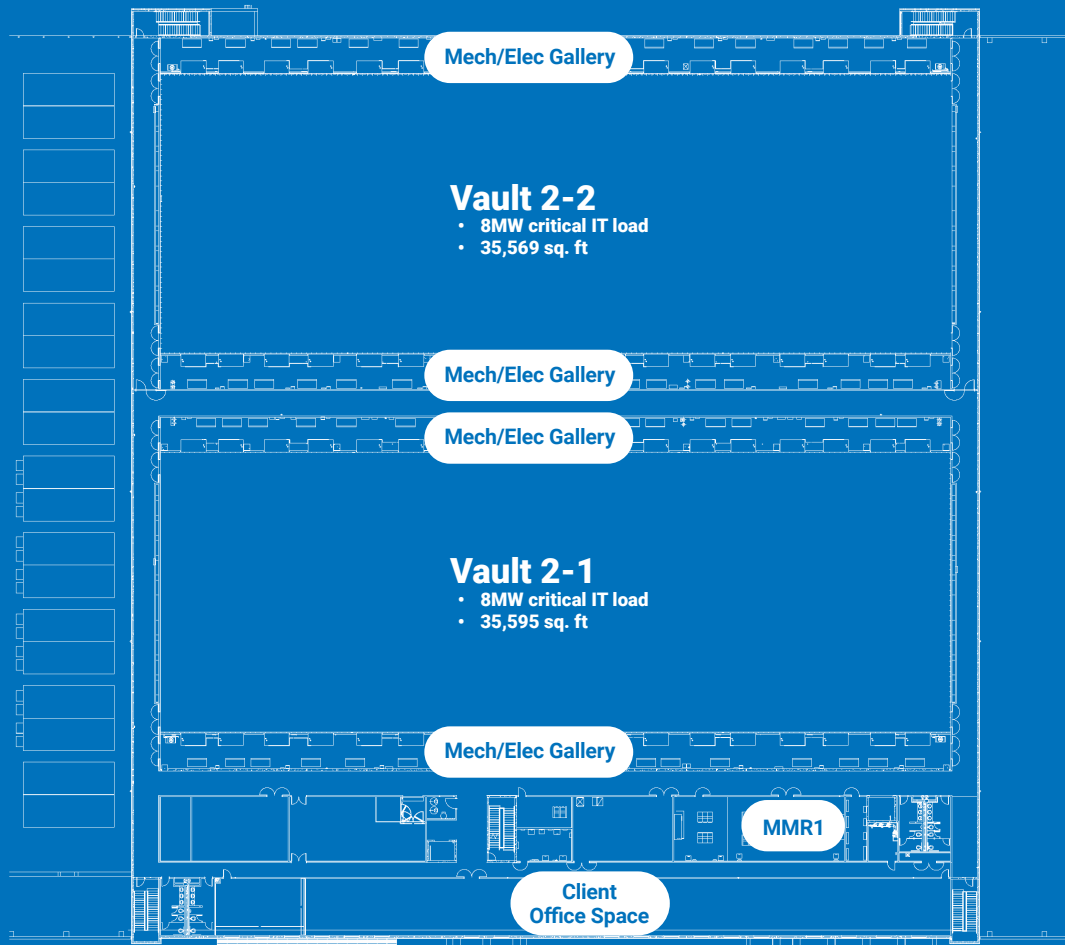 Mech/Elec Gallery
Vault 2-2
• 8MW critical IT load
• 35,569 sq. ft
Mech/Elec Gallery
Mech/Elec Gallery
Vault 2-1
• 8MW critical IT load
• 35,595 sq. ft
Mech/Elec Gallery
MMR1
Client
Office Space